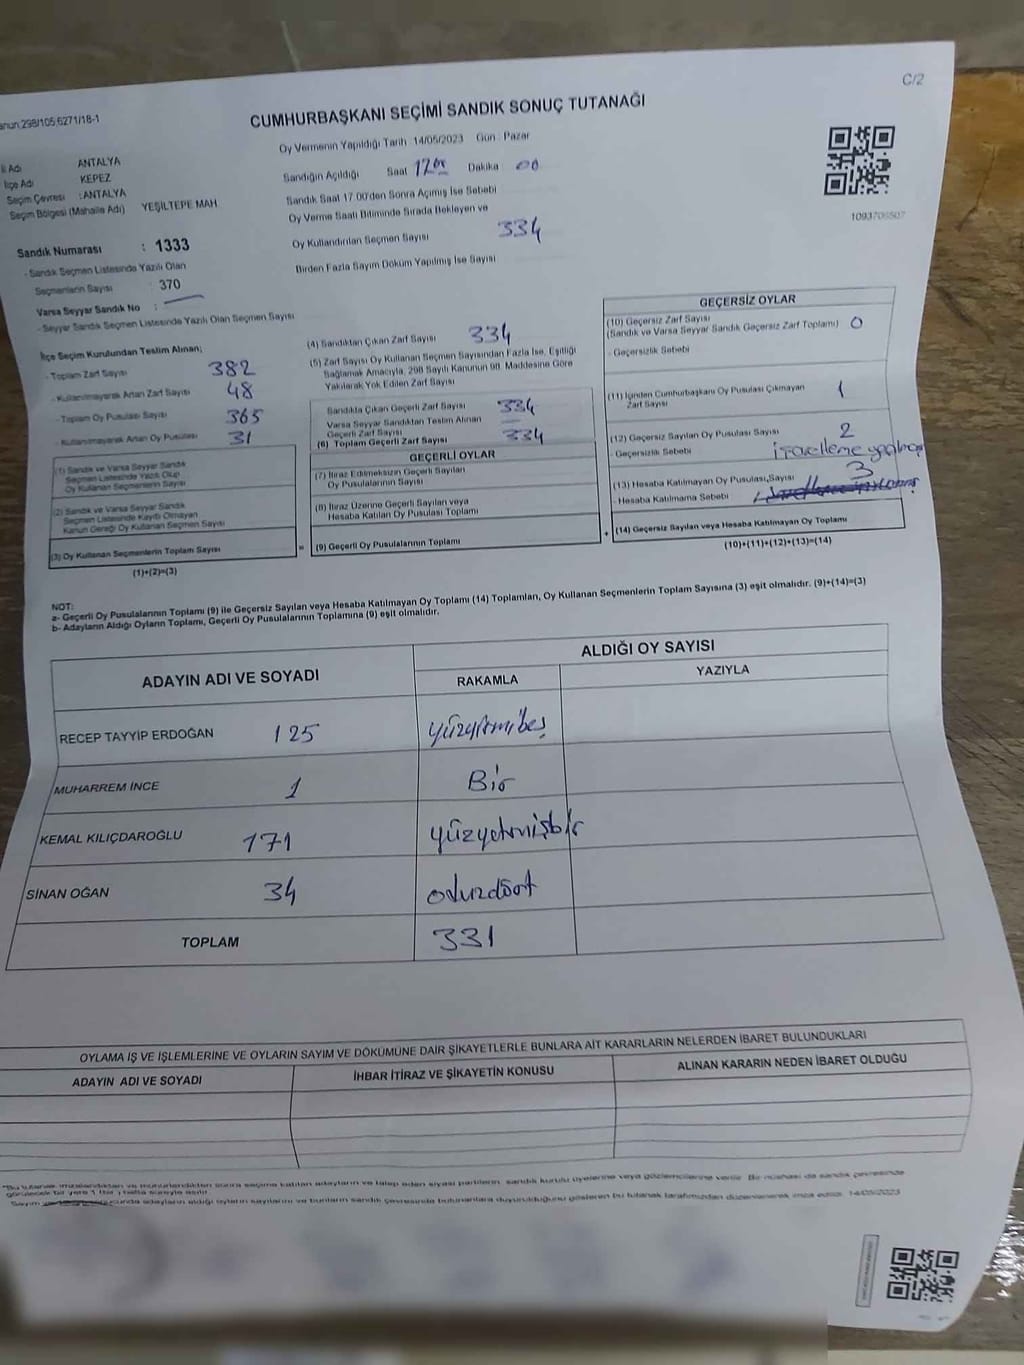 C/2
anun:298/105;6271/18-1
CUMHURBAŞKANI SEÇİMİ SANDIK SONUÇ TUTANAĞI
Oy Vermenin Yapıldığı Tarih 14/05/2023 Gün : Pazar
İl Adı ANTALYA
İlçe Adı KEPEZ
Seçim Çevresi : ANTALYA
Seçim Bölgesi (Mahalle Adı) YEŞİLTEPE MAH.
Sandığın Açıldığı Saat Dakika 00
Sandık Saat 17.00'den Sonra Açılmış İse Sebebi
Oy Verme Saati Bitiminde Sırada Bekleyen ve
Oy Kullandırılan Seçmen Sayısı 334
Birden Fazla Sayım Döküm Yapılmış İse Sayısı
Sandık Numarası : 1333
- Sandık Seçmen Listesinde Yazılı Olan
Seçmenlerin Sayısı : 370
Varsa Seyyar Sandık No :
- Seyyar Sandık Seçmen Listesinde Yazılı Olan Seçmen Sayısı
İlçe Seçim Kurulundan Teslim Alınan;
- Toplam Zarf Sayısı 382
- Kullanılmayarak Artan Zarf Sayısı 48
- Toplam Oy Pusulası Sayısı 365
- Kullanılmayarak Artan Oy Pusulası 31
(1) Sandık ve Varsa Seyyar Sandık
Seçmen Listesinde Yazılı Olup
Oy Kullanan Seçmenlerin Sayısı
(2) Sandık ve Varsa Seyyar Sandık
Seçmen Listesinde Kayıtlı Olmayan
Kanun Gereği Oy Kullanan Seçmen Sayısı
(3) Oy Kullanan Seçmenlerin Toplam Sayısı
(1)+(2)=(3)
(4) Sandıktan Çıkan Zarf Sayısı 334
(5) Zarf Sayısı Oy Kullanan Seçmen Sayısından Fazla İse, Eşitliği
Sağlamak Amacıyla, 298 Sayılı Kanunun 98. Maddesine Göre
Yakılarak Yok Edilen Zarf Sayısı
Sandıkta Çıkan Geçerli Zarf Sayısı 334
Varsa Seyyar Sandıktan Teslim Alınan
Geçerli Zarf Sayısı
(6) Toplam Geçerli Zarf Sayısı 334
GEÇERLİ OYLAR
(7) İtiraz Edilmeksizin Geçerli Sayılan
Oy Pusulalarının Sayısı
(8) İtiraz Üzerine Geçerli Sayılan veya
Hesaba Katılan Oy Pusulası Toplamı
= (9) Geçerli Oy Pusulalarının Toplamı
GEÇERSİZ OYLAR
(10) Geçersiz Zarf Sayısı 0
(Sandık ve Varsa Seyyar Sandık Geçersiz Zarf Toplamı)
- Geçersizlik Sebebi
(11) İçinden Cumhurbaşkanı Oy Pusulası Çıkmayan 1
Zarf Sayısı
(12) Geçersiz Sayılan Oy Pusulası Sayısı 2
- Geçersizlik Sebebi
(13) Hesaba Katılmayan Oy Pusulası Sayısı 3
- Hesaba Katılmama Sebebi
+ (14) Geçersiz Sayılan veya Hesaba Katılmayan Oy Toplamı
(10)+(11)+(12)+(13)=(14)
NOT:
a- Geçerli Oy Pusulalarının Toplamı (9) ile Geçersiz Sayılan veya Hesaba Katılmayan Oy Toplamı (14) Toplamları, Oy Kullanan Seçmenlerin Toplam Sayısına (3) eşit olmalıdır. (9)+(14)=(3)
b- Adayların Aldığı Oyların Toplamı, Geçerli Oy Pusulalarının Toplamına (9) eşit olmalıdır.
ADAYIN ADI VE SOYADI ALDIĞI OY SAYISI
RAKAMLA YAZIYLA
RECEP TAYYİP ERDOĞAN 125 yüzyirmibeş
MUHARREM İNCE 1 Bir
KEMAL KILIÇDAROĞLU 171 yüzyetmişbir
SİNAN OĞAN 34 otuzdört
TOPLAM 331
OYLAMA İŞ VE İŞLEMLERİNE VE OYLARIN SAYIM VE DÖKÜMÜNE DAİR ŞİKAYETLERLE BUNLARA AİT KARARLARIN NELERDEN İBARET BULUNDUKLARI
ADAYIN ADI VE SOYADI İHBAR İTİRAZ VE ŞİKAYETİN KONUSU ALINAN KARARIN NEDEN İBARET OLDUĞU